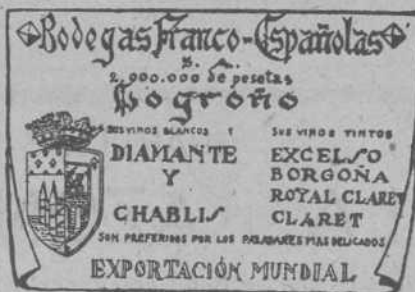 Bodegas Franco-Españolas
S. A.
2.000.000 de pesetas
Logroño
SUS VINOS BLANCOS Y
DIAMANTE
Y
CHABLIS
SUS VINOS TINTOS
EXCELSO
BORGOÑA
ROYAL CLARET
CLARET
SON PREFERIDOS POR LOS PALADARES MAS DELICADOS
EXPORTACIÓN MUNDIAL